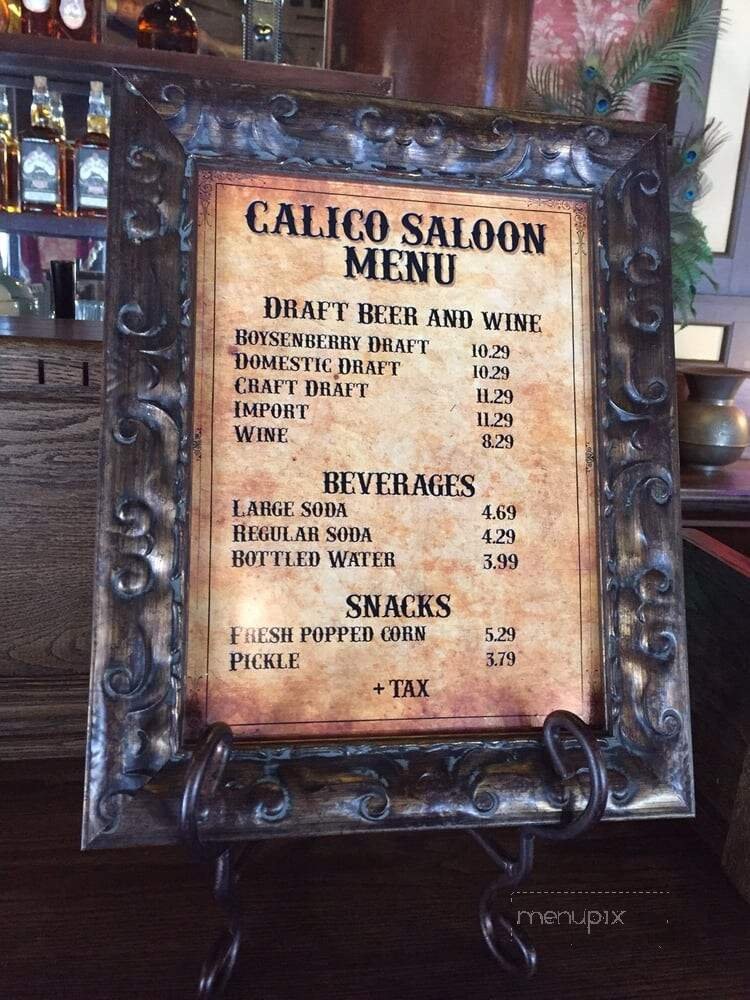 CALICO SALOON
MENU
DRAFT BEER AND WINE
BOYSENBERRY DRAFT 10.29
DOMESTIC DRAFT 10.29
CRAFT DRAFT 11.29
IMPORT 11.29
WINE 8.29
BEVERAGES
LARGE SODA 4.69
REGULAR SODA 4.29
BOTTLED WATER 3.99
SNACKS
FRESH POPPED CORN 5.29
PICKLE 3.79
+ TAX
menupix